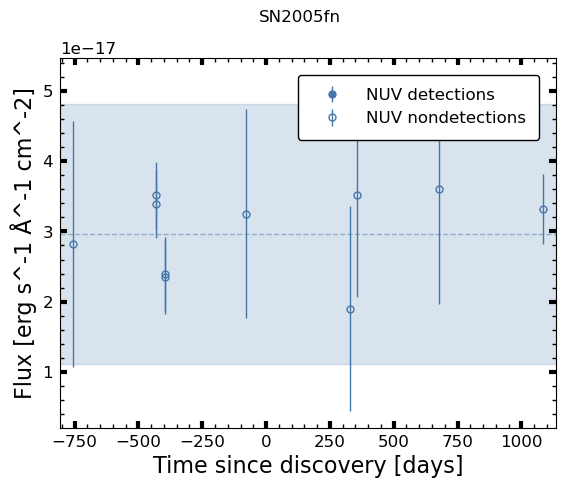 SN2005fn
1e−17
NUV detections
NUV nondetections
5
4
3
2
1
Flux [erg s^-1 Å^-1 cm^-2]
−750 −500 −250 0 250 500 750 1000
Time since discovery [days]